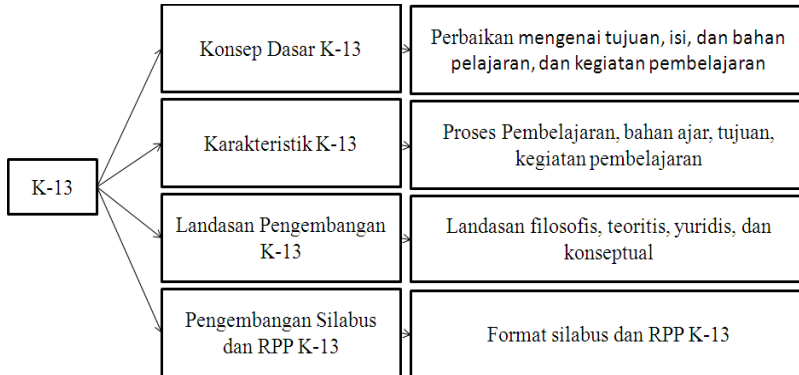 K-13
Konsep Dasar K-13
Perbaikan mengenai tujuan, isi, dan bahan
pelajaran, dan kegiatan pembelajaran
Karakteristik K-13
Proses Pembelajaran, bahan ajar, tujuan,
kegiatan pembelajaran
Landasan Pengembangan
K-13
Landasan filosofis, teoritis, yuridis, dan
konseptual
Pengembangan Silabus
dan RPP K-13
Format silabus dan RPP K-13